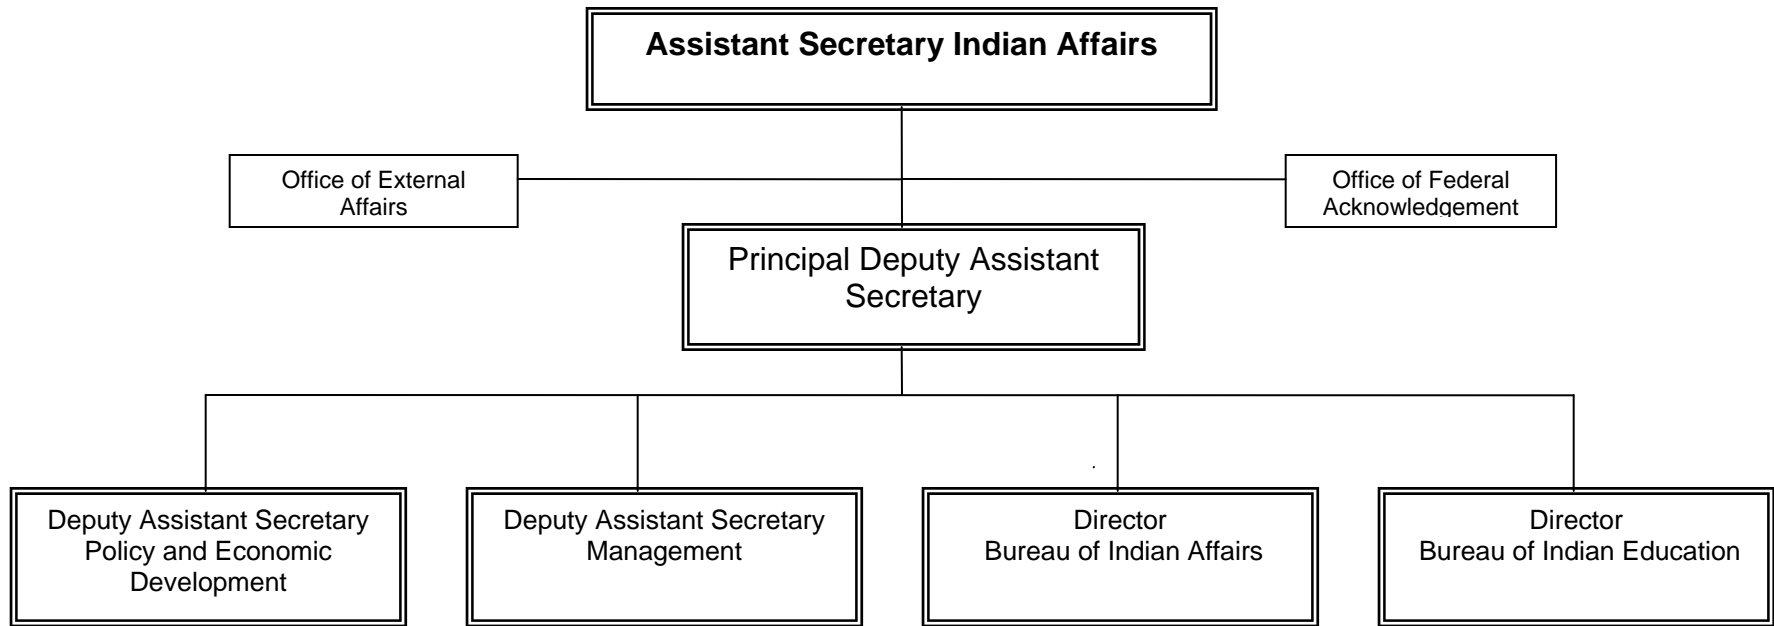 Assistant Secretary Indian Affairs
Office of External
Affairs
Office of Federal
Acknowledgement
Principal Deputy Assistant
Secretary
Deputy Assistant Secretary
Policy and Economic
Development
Deputy Assistant Secretary
Management
Director
Bureau of Indian Affairs
Director
Bureau of Indian Education